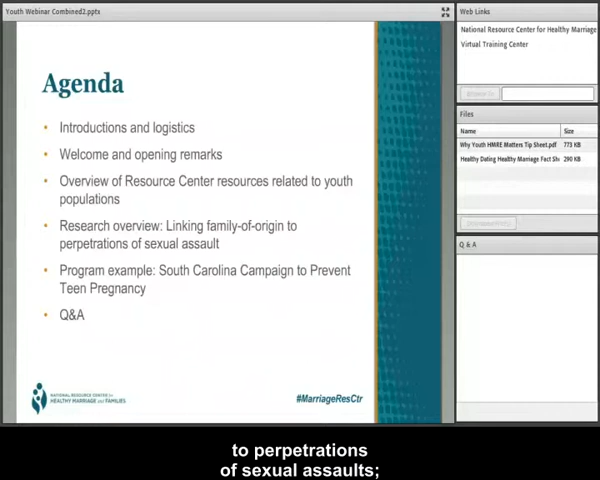 Youth Webinar Combined2.pptx
Agenda
• Introductions and logistics
• Welcome and opening remarks
• Overview of Resource Center resources related to youth
populations
• Research overview: Linking family-of-origin to
perpetrations of sexual assault
• Program example: South Carolina Campaign to Prevent
Teen Pregnancy
• Q&A
NATIONAL RESOURCE CENTER for
HEALTHY MARRIAGE and FAMILIES
#MarriageResCtr
Web Links
National Resource Center for Healthy Marriage
Virtual Training Center
Files
Name Size
Why Youth HMRE Matters Tip Sheet.pdf 773 KB
Healthy Dating Healthy Marriage Fact Sh 290 KB
Q & A
to perpetrations
of sexual assaults;